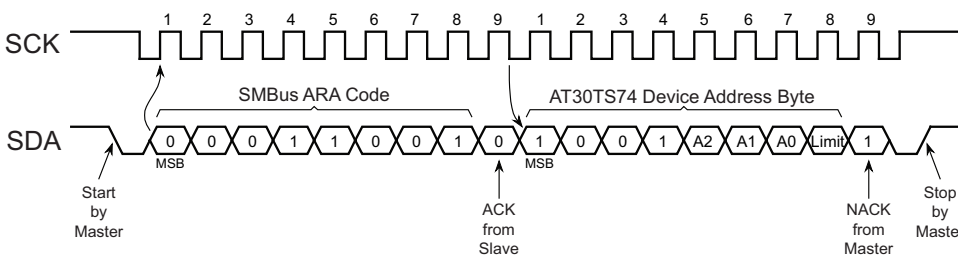 1 2 3 4 5 6 7 8 9 1 2 3 4 5 6 7 8 9
SCK
SMBus ARA Code AT30TS74 Device Address Byte
SDA 0 0 0 1 1 0 0 1 0 1 0 0 1 A2 A1 A0 Limit 1
MSB MSB
Start
by
Master
ACK
from
Slave
NACK
from
Master
Stop
by
Maste